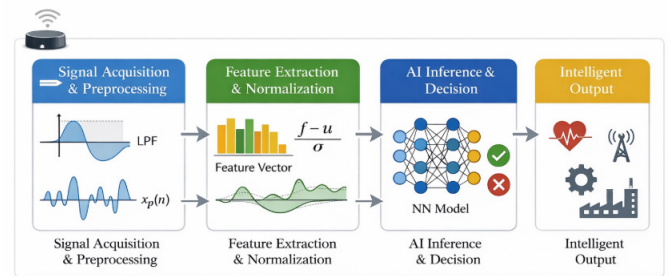 Signal Acquisition
& Preprocessing
LPF
xₚ(n)
Signal Acquisition
& Preprocessing
Feature Extraction
& Normalization
Feature Vector
f − u
σ
Feature Extraction
& Normalization
AI Inference &
Decision
NN Model
AI Inference
& Decision
Intelligent
Output
Intelligent
Output